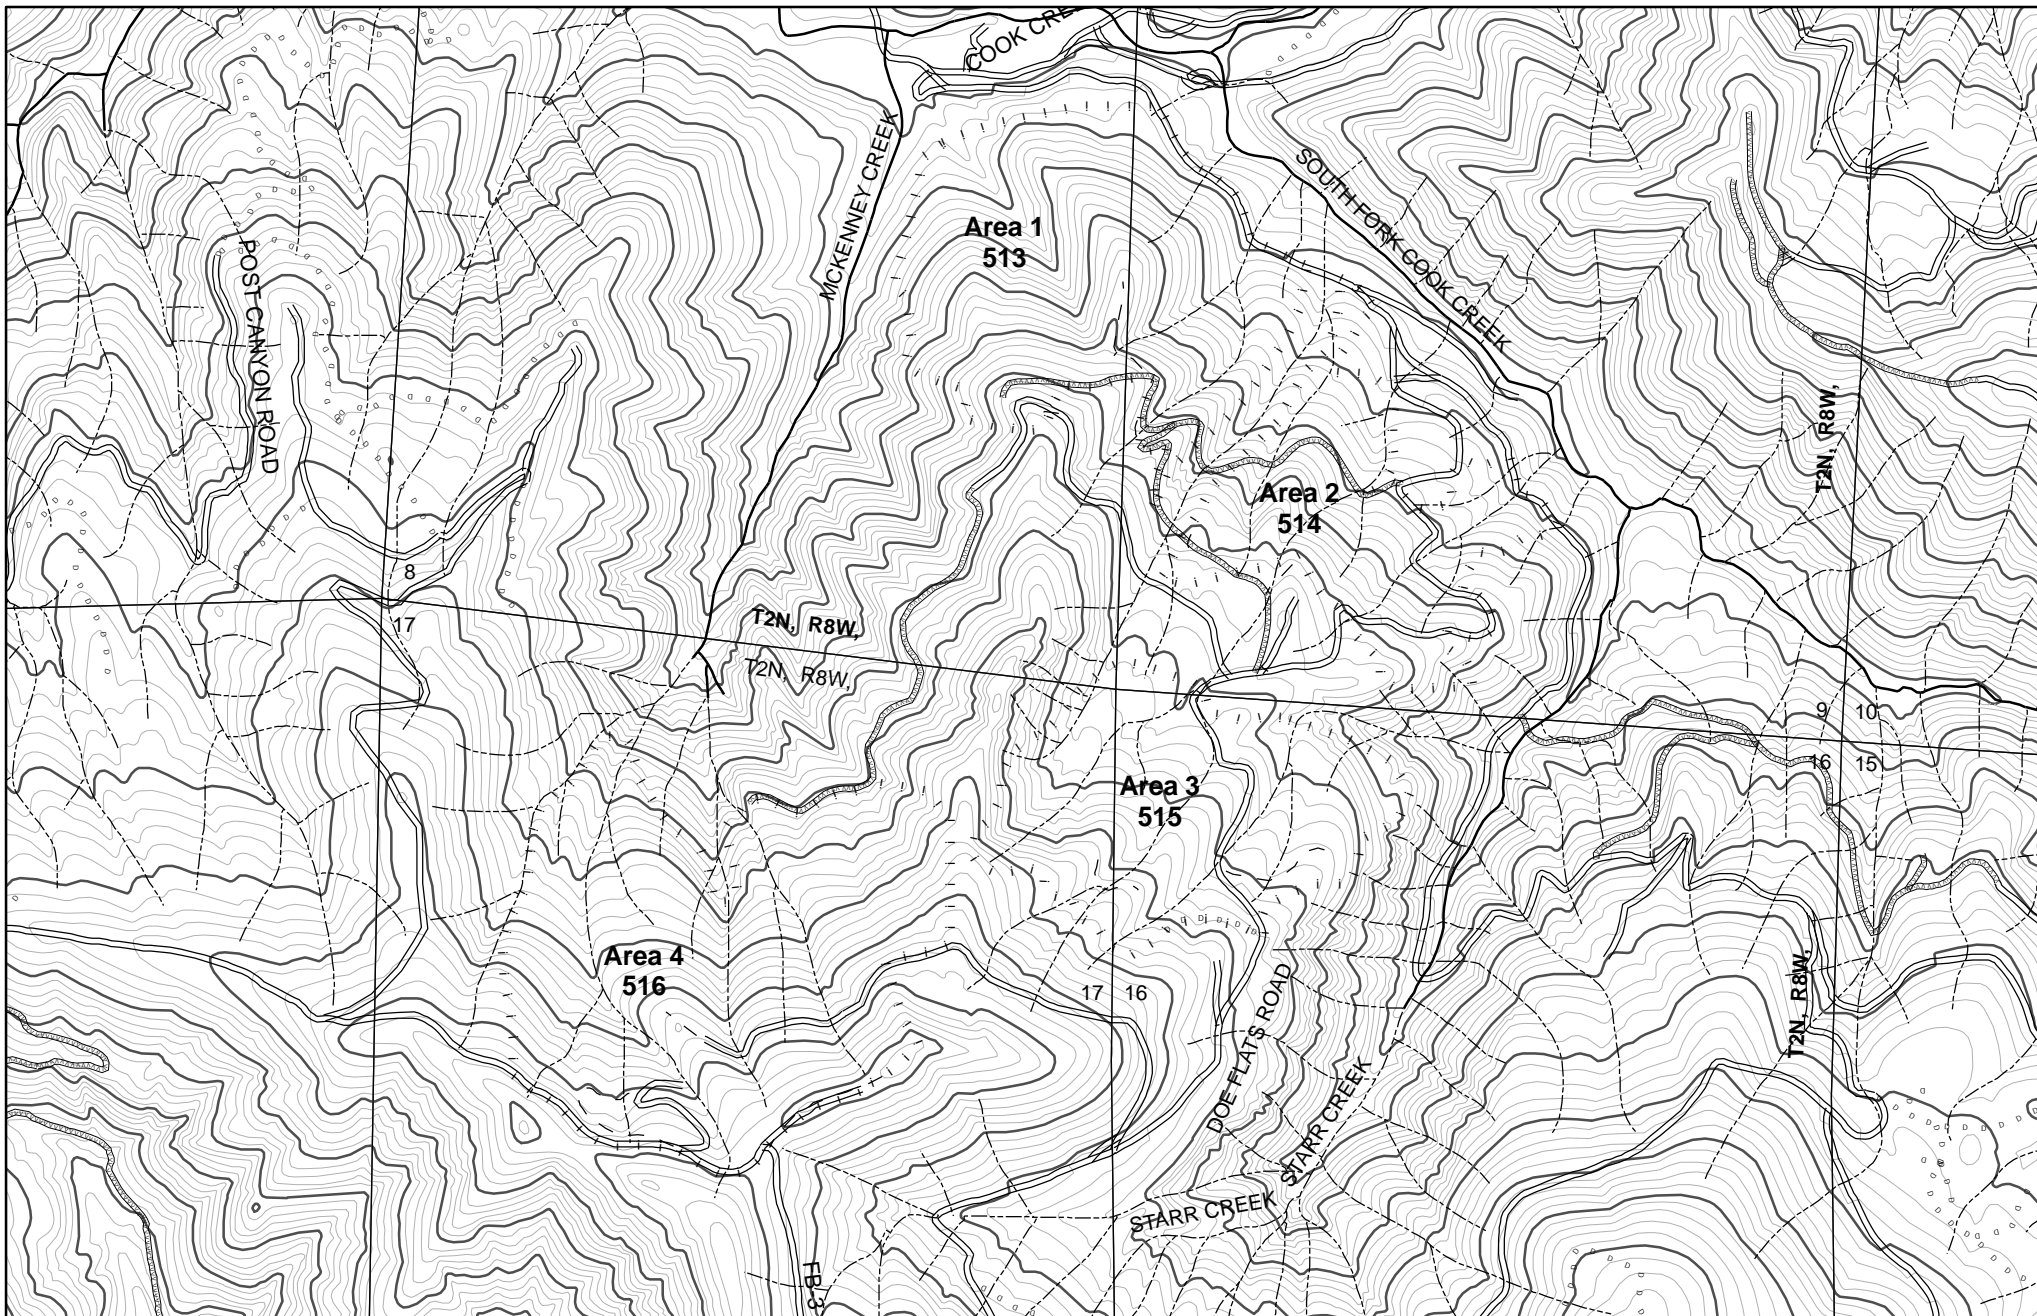 COOK CRE
MCKENNEY CREEK
SOUTH FORK COOK CREEK
Area 1
513
POST CANYON ROAD
T2N, R8W,
Area 2
514
8
17
T2N, R8W,
T2N, R8W,
9 10
16 15
Area 3
515
Area 4
516
17 16
T2N, R8W,
DOE FLATS ROAD
STARR CREEK
STARR CREEK
FB-3